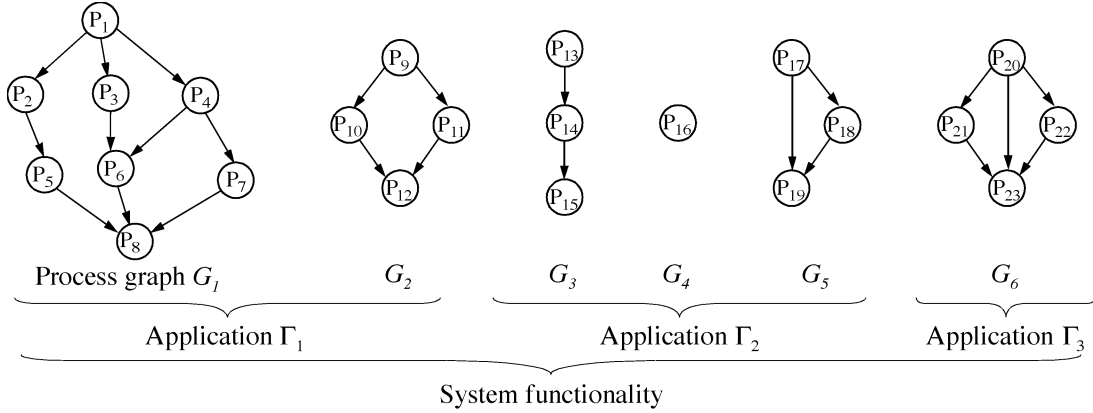 P1
P9 P13 P17 P20
P2 P3 P4
P10 P11 P14 P16 P18 P21 P22
P5 P6 P7
P12 P15 P19 P23
P8
Process graph G1 G2 G3 G4 G5 G6
Application Γ1 Application Γ2 Application Γ3
System functionality